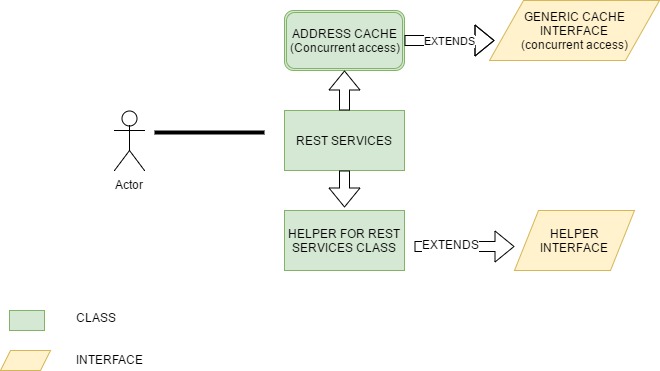 ADDRESS CACHE
(Concurrent access)
EXTENDS
GENERIC CACHE
INTERFACE
(concurrent access)
REST SERVICES
Actor
HELPER FOR REST
SERVICES CLASS
EXTENDS
HELPER
INTERFACE
CLASS
INTERFACE